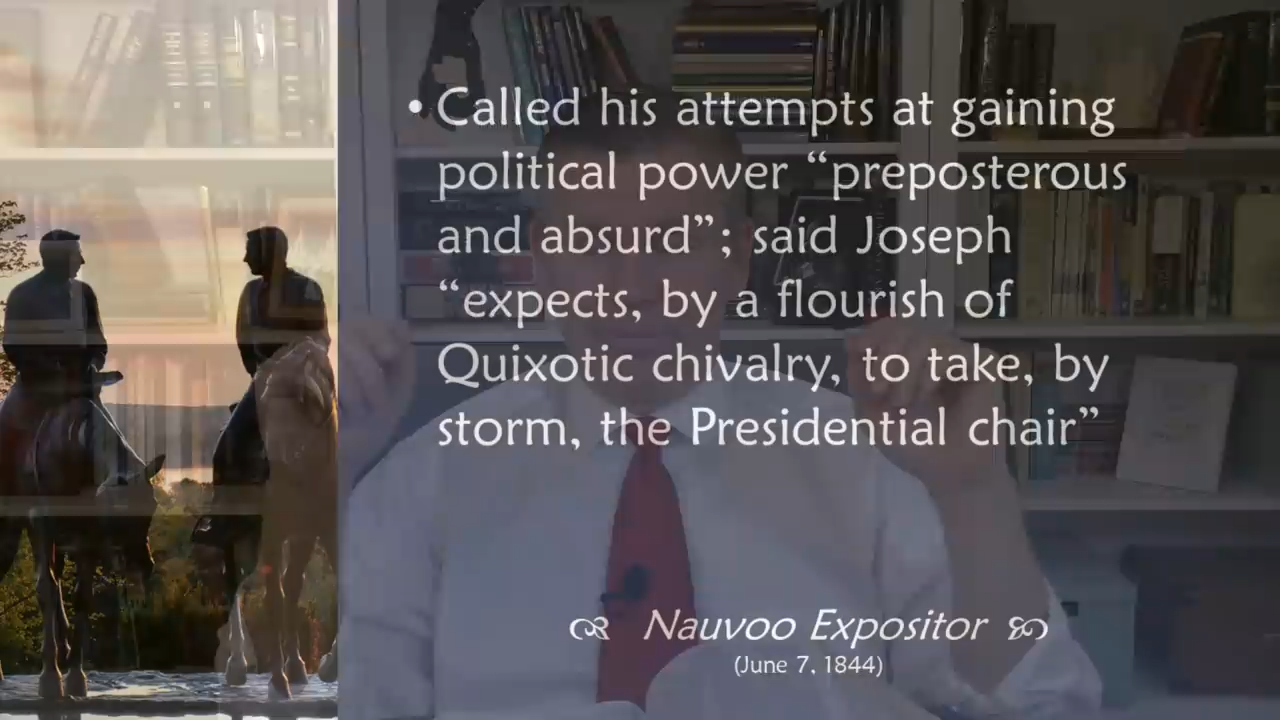 • Called his attempts at gaining
political power “preposterous
and absurd”; said Joseph
“expects, by a flourish of
Quixotic chivalry, to take, by
storm, the Presidential chair”
Nauvoo Expositor
(June 7, 1844)